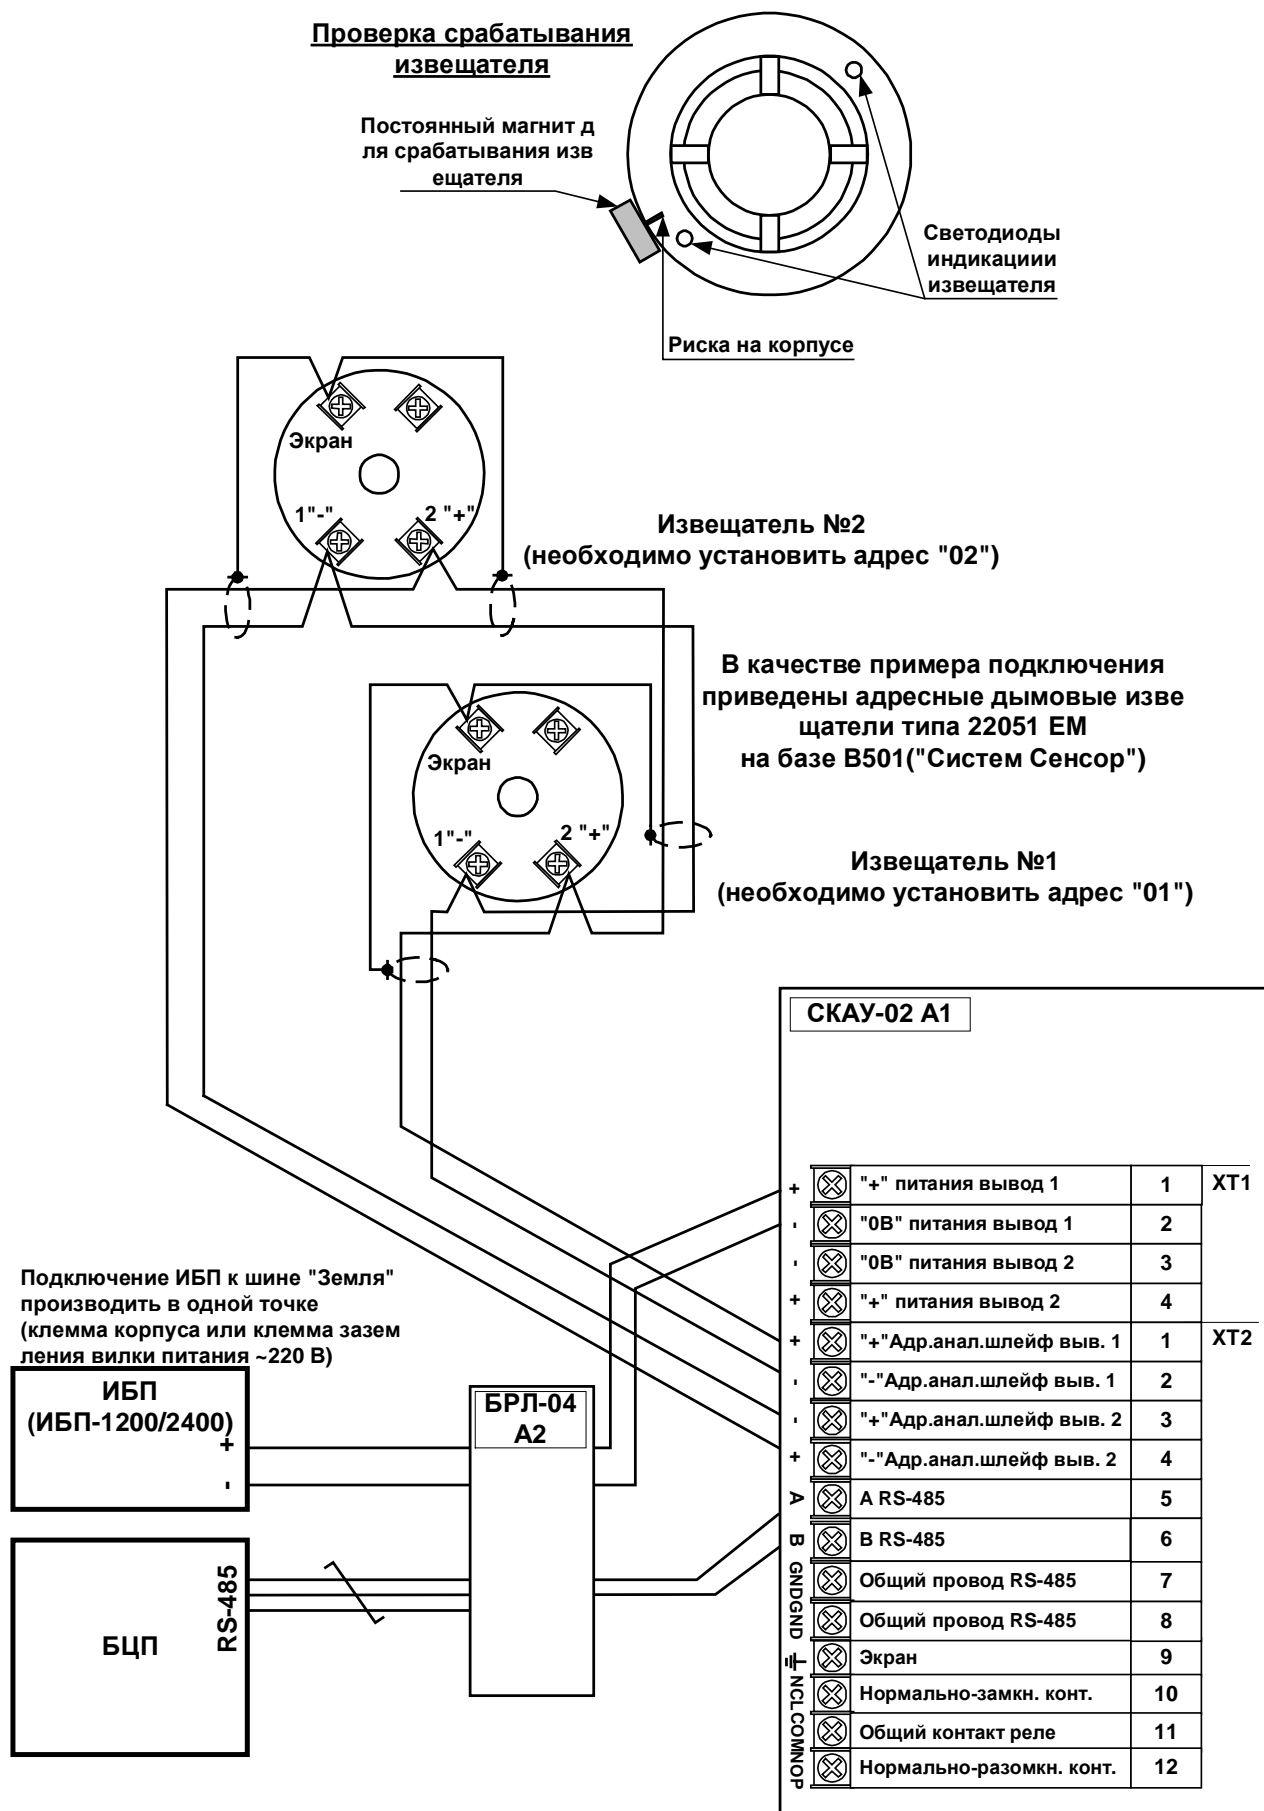 Проверка срабатывания
извещателя
Постоянный магнит д
ля срабатывания изв
ещателя
Светодиоды
индикациии
извещателя
Риска на корпусе
Экран
1"-"
2 "+"
Извещатель №2
(необходимо установить адрес "02")
В качестве примера подключения
приведены адресные дымовые изве
щатели типа 22051 ЕМ
на базе В501("Систем Сенсор")
Экран
1"-"
2 "+"
Извещатель №1
(необходимо установить адрес "01")
СКАУ-02 А1
+ "+" питания вывод 1 1 XT1
- "0В" питания вывод 1 2
- "0В" питания вывод 2 3
+ "+" питания вывод 2 4
+ "+"Адр.анал.шлейф выв. 1 1 XT2
- "-"Адр.анал.шлейф выв. 1 2
- "+"Адр.анал.шлейф выв. 2 3
+ "-"Адр.анал.шлейф выв. 2 4
A A RS-485 5
B B RS-485 6
GND Общий провод RS-485 7
GND Общий провод RS-485 8
Экран 9
NCL Нормально-замкн. конт. 10
COM Общий контакт реле 11
NOP Нормально-разомкн. конт. 12
Подключение ИБП к шине "Земля"
производить в одной точке
(клемма корпуса или клемма зазем
ления вилки питания ~220 В)
ИБП
(ИБП-1200/2400)
+
-
БРЛ-04
А2
БЦП
RS-485